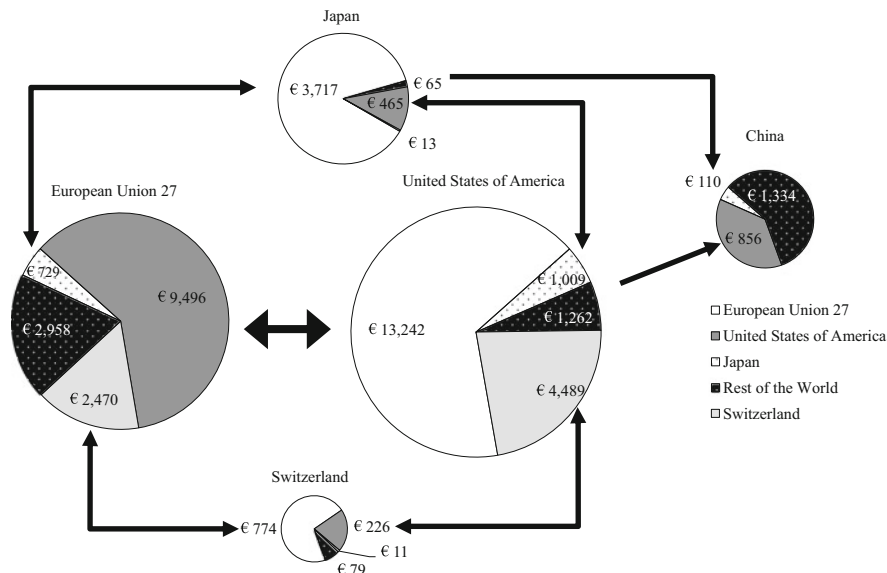 Japan
€ 3,717
€ 65
€ 465
€ 13
China
€ 110
€ 1,334
€ 856
European Union 27
€ 729
€ 9,496
€ 2,958
€ 2,470
United States of America
€ 13,242
€ 1,009
€ 1,262
€ 4,489
European Union 27
United States of America
Japan
Rest of the World
Switzerland
Switzerland
€ 774
€ 226
€ 11
€ 79